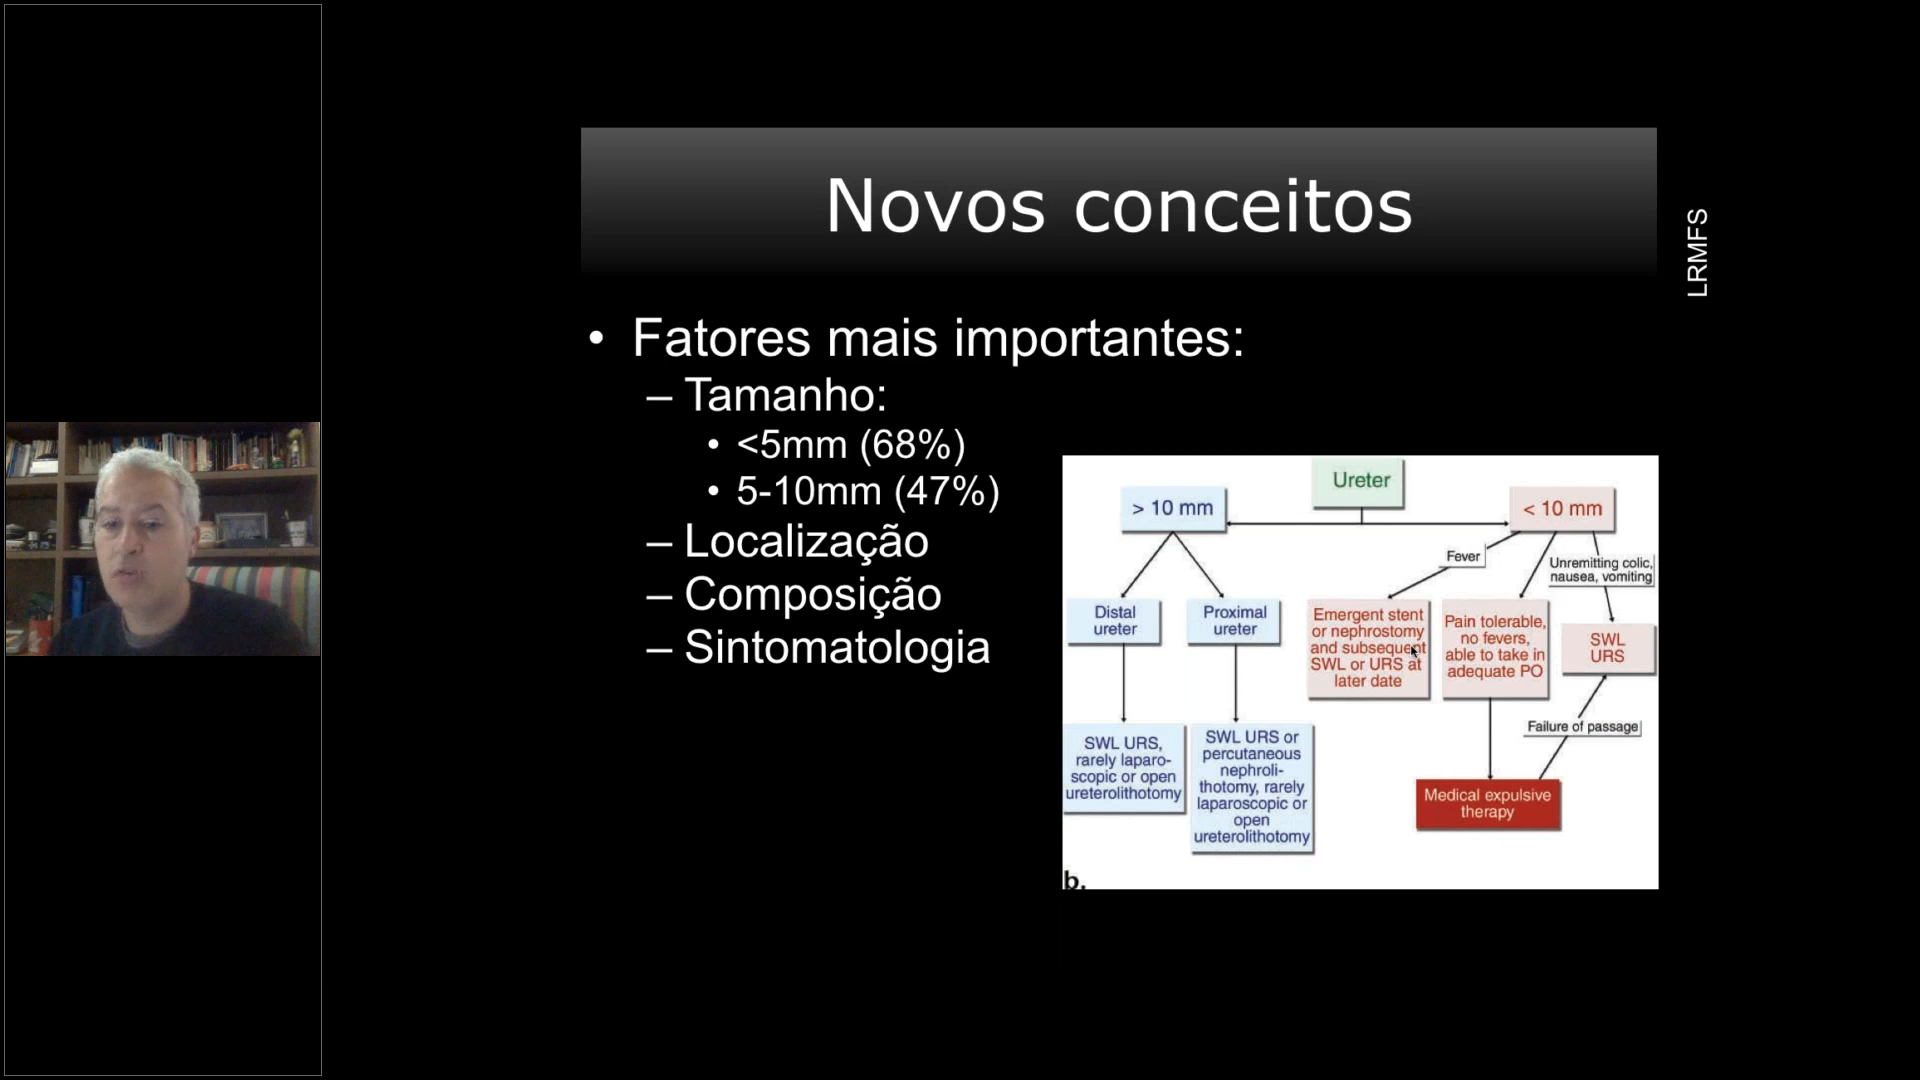 Novos conceitos
LRMFS
• Fatores mais importantes:
– Tamanho:
• <5mm (68%)
• 5-10mm (47%)
– Localização
– Composição
– Sintomatologia
Ureter
> 10 mm
< 10 mm
Fever
Unremitting colic,
nausea, vomiting
Distal
ureter
Proximal
ureter
Emergent stent
or nephrostomy
and subsequent
SWL or URS at
later date
Pain tolerable,
no fevers,
able to take in
adequate PO
SWL
URS
SWL URS,
rarely laparo-
scopic or open
ureterolithotomy
SWL URS or
percutaneous
nephroli-
thotomy, rarely
laparoscopic or
open
ureterolithotomy
Failure of passage
Medical expulsive
therapy
b.